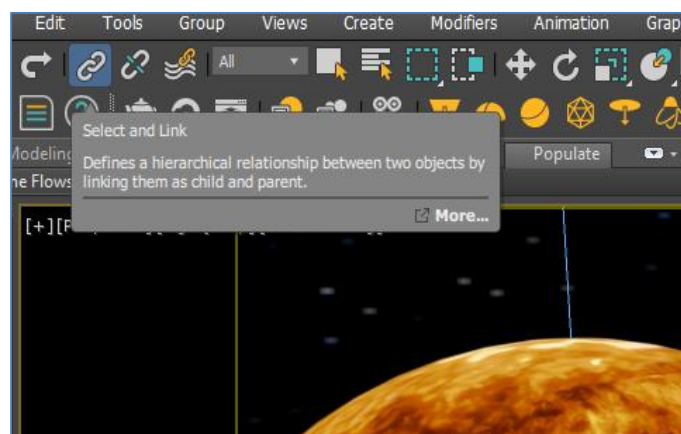 Edit Tools Group Views Create Modifiers Animation Grap
All
Select and Link
Defines a hierarchical relationship between two objects by
linking them as child and parent.
More...
Modeling Populate
ne Flows
[+][P